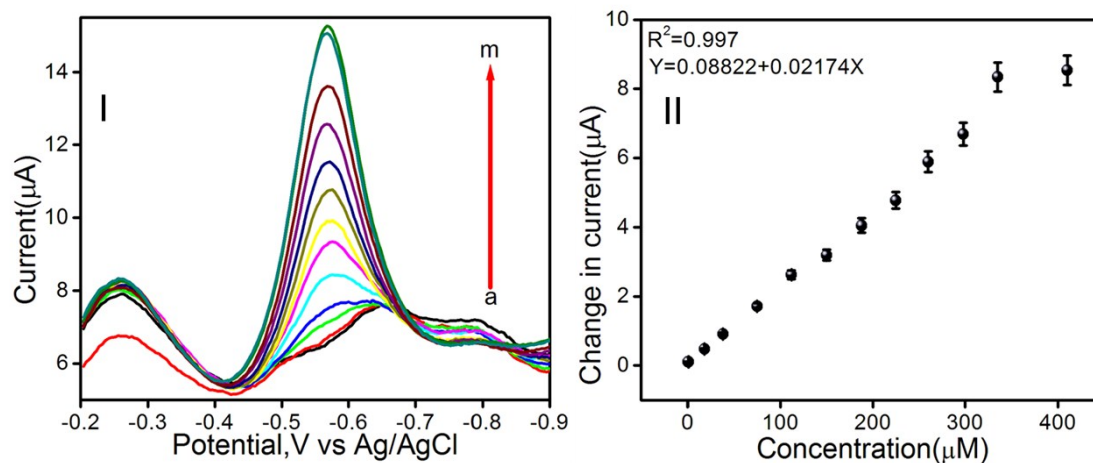 I
m
a
14
12
10
8
6
Current(μA)
-0.2 -0.3 -0.4 -0.5 -0.6 -0.7 -0.8 -0.9
Potential,V vs Ag/AgCl
II
R²=0.997
Y=0.08822+0.02174X
10
8
6
4
2
0
Change in current(μA)
0 100 200 300 400
Concentration(μM)